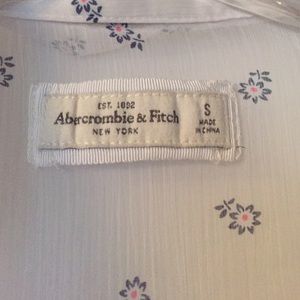 EST. 1892
Abercrombie & Fitch
NEW YORK
S
MADE
IN CHINA